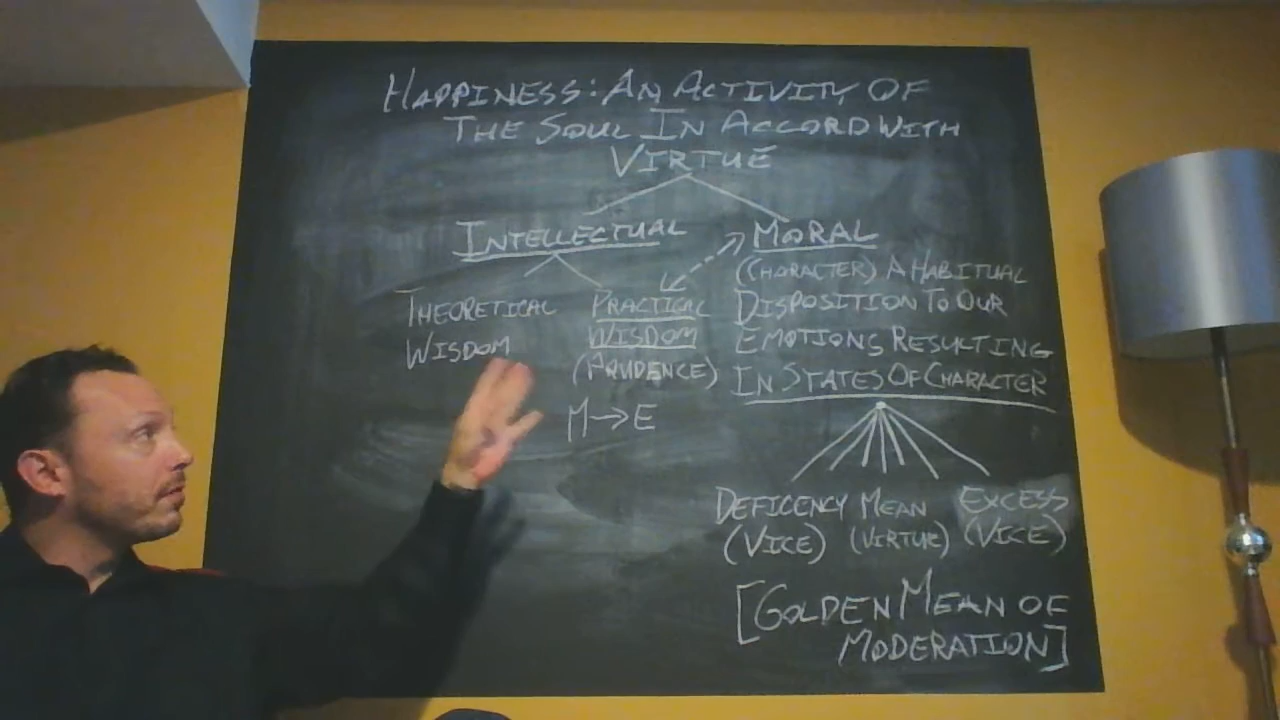 HAPPINESS: AN ACTIVITY OF
THE SOUL IN ACCORD WITH
VIRTUE
INTELLECTUAL
MORAL
THEORETICAL
WISDOM
PRACTICAL
WISDOM
(PRUDENCE)
M→E
(CHARACTER) A HABITUAL
DISPOSITION TO OUR
EMOTIONS RESULTING
IN STATES OF CHARACTER
DEFICENCY MEAN EXCESS
(VICE) (VIRTUE) (VICE)
[GOLDEN MEAN OF
MODERATION]